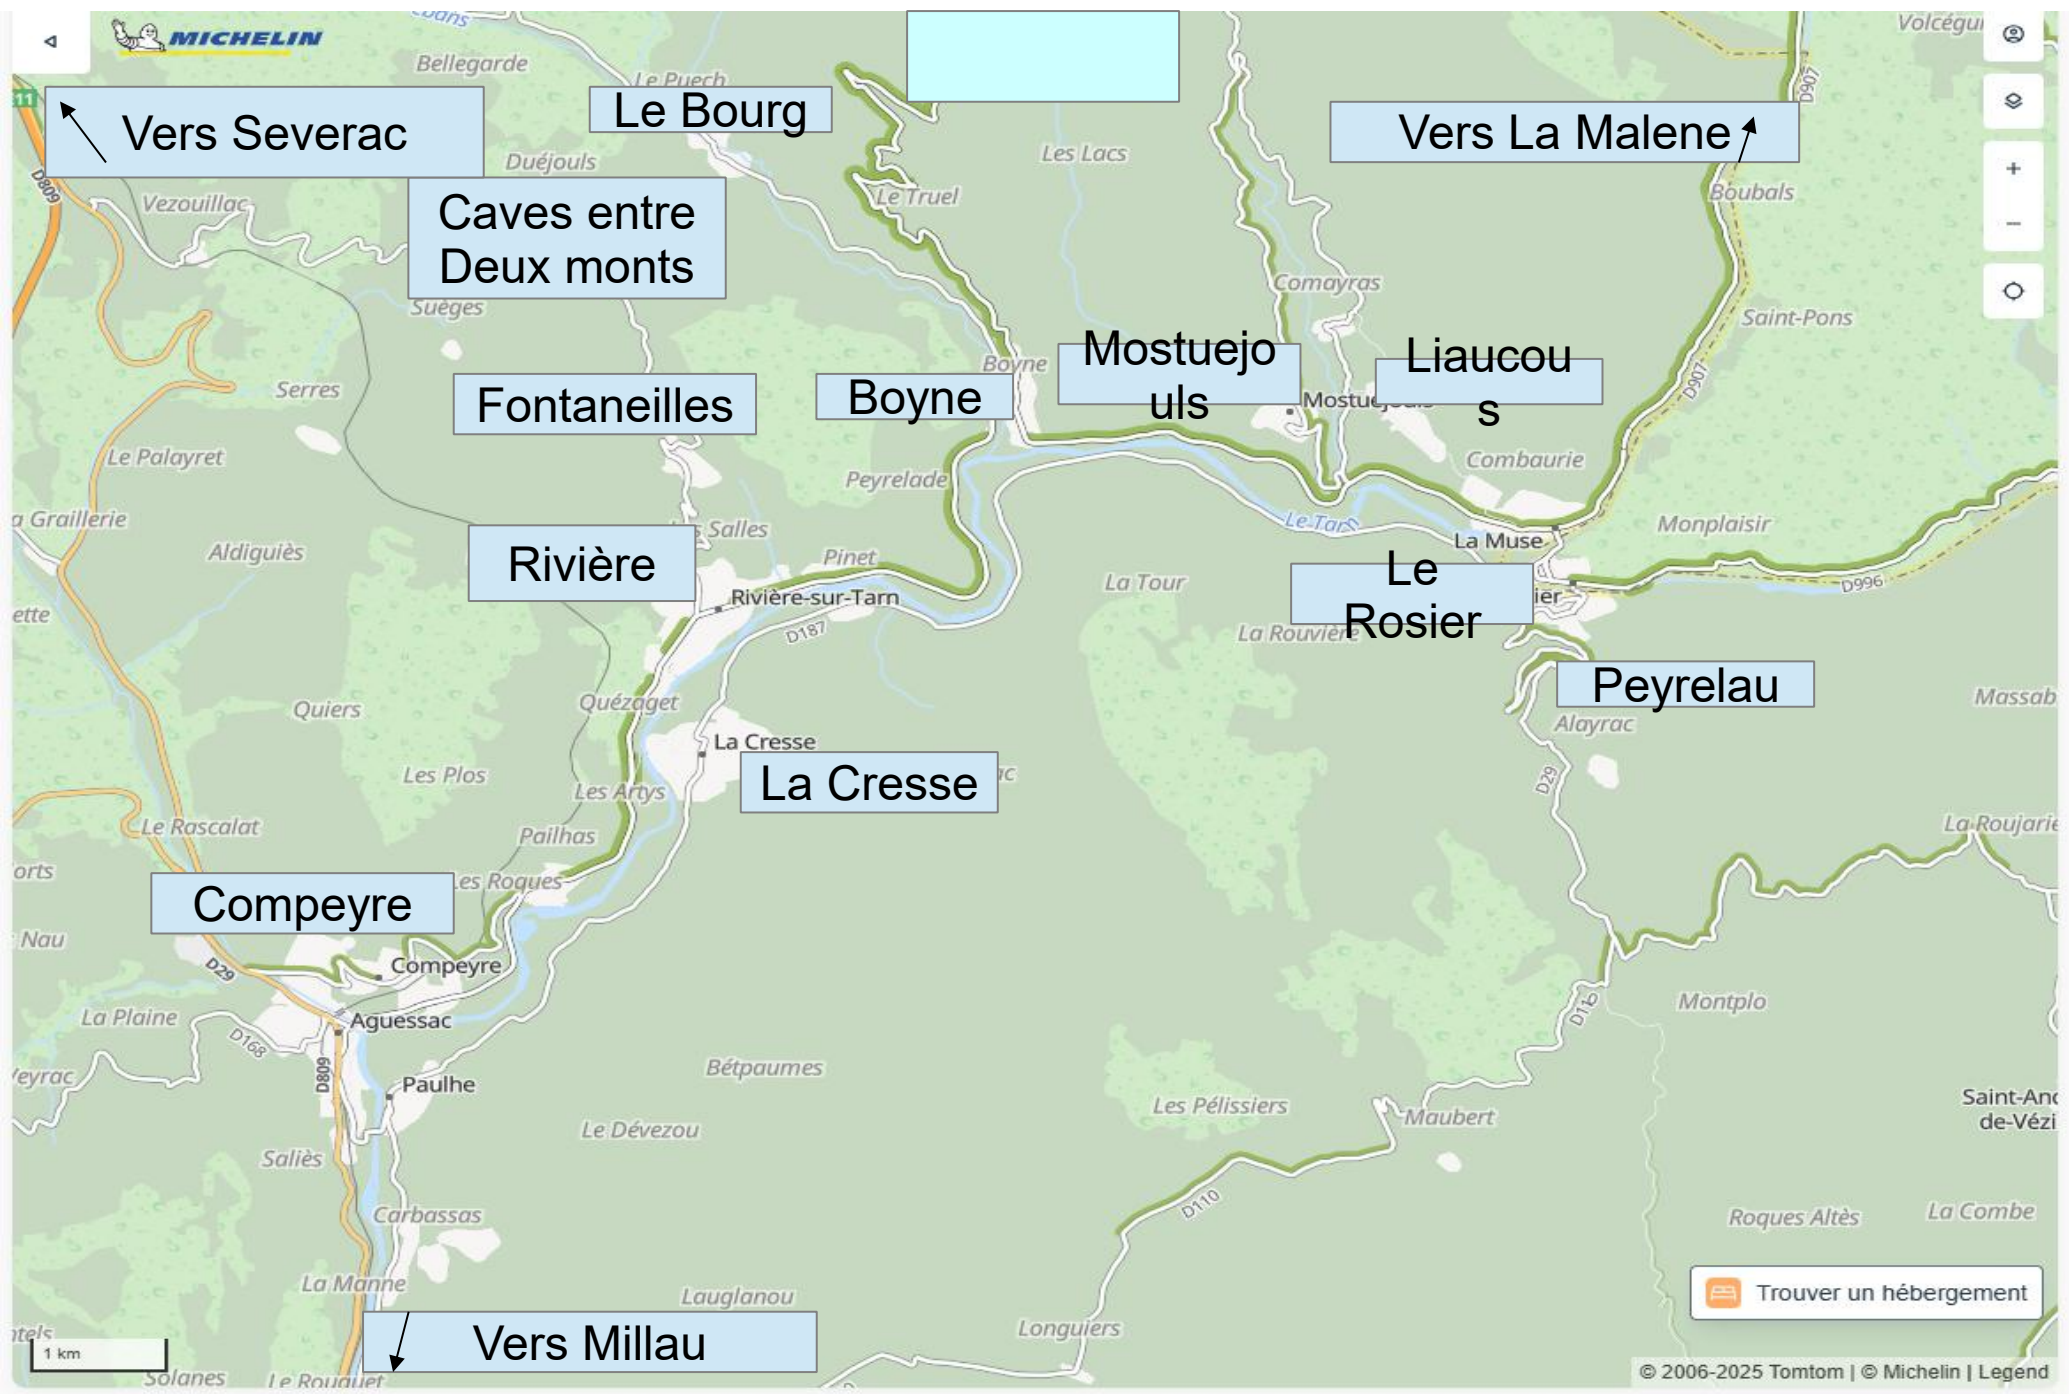 MICHELIN
Bellegarde
Le Puech
Volcégu
11
Vers Severac
Le Bourg
Vers La Malene
D907
D809
Duéjouls
Les Lacs
Boubals
Vezouillac
Le Truel
Caves entre
Deux monts
Suèges
Comayras
Saint-Pons
Serres
Boyne
Mostuejo
uls
Liaucou
s
Fontaneilles
Boyne
D907
Le Palayret
Peyrelade
Combaurie
a Graillerie
Salles
Le Tarn
Monplaisir
Aldiguiès
Rivière
Pinet
La Muse
Le
Rosier
La Tour
D996
ette
Rivière-sur-Tarn
ier
D187
La Rouvière
Quiers
Quézaget
Peyrelau
Massab
Alayrac
La Cresse
La Cresse
ac
Les Plos
Les Artys
D29
Le Rascalat
Pailhas
La Roujarie
orts
Les Roques
Compeyre
Nau
D29
Compeyre
La Plaine
Aguessac
Montplo
D110
D168
D809
Bétpaumes
eyrac
Paulhe
Les Pélissiers
Maubert
Saint-And
de-Vézi
Le Dévezou
Saliès
D110
Carbassas
Roques Altès
La Combe
La Manne
Lauglanou
Trouver un hébergement
Vers Millau
Longuiers
ntels
1 km
Solanes
Le Rouquet
© 2006-2025 Tomtom | © Michelin | Legend